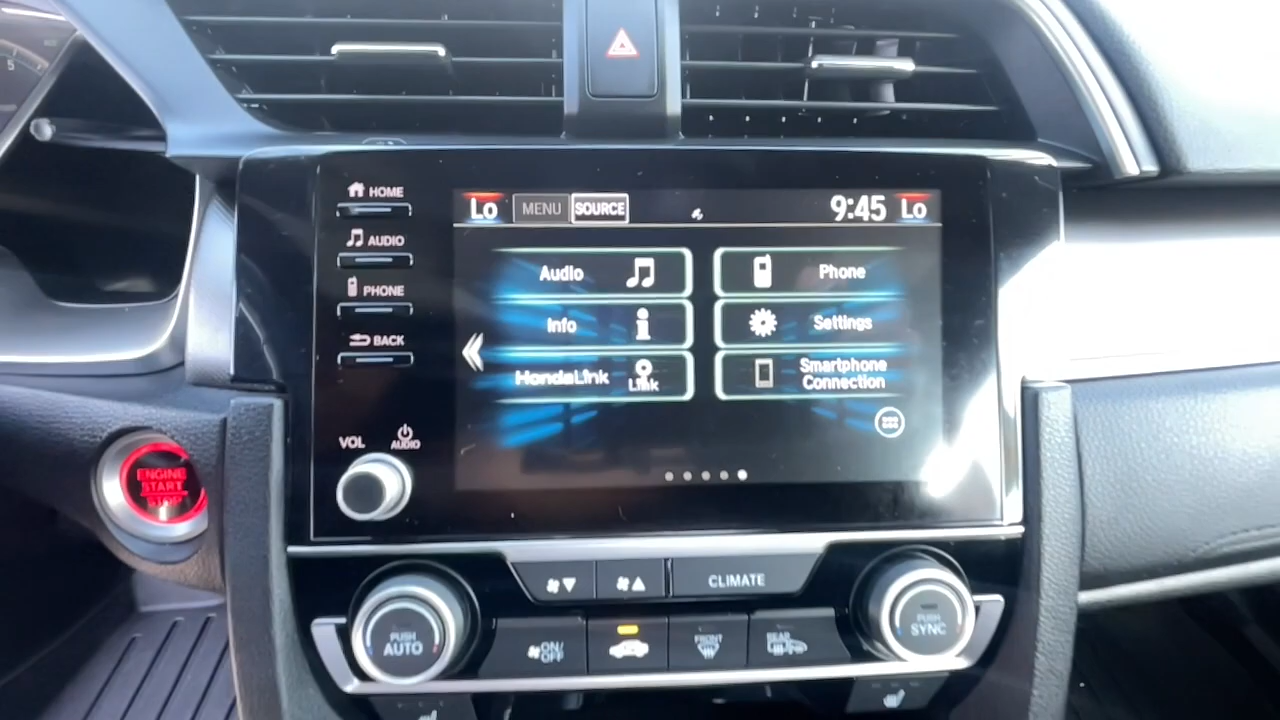 5
HOME
AUDIO
PHONE
BACK
VOL
AUDIO
Lo
MENU
SOURCE
9:45
Lo
Audio
Phone
Info
Settings
HondaLink
Link
Smartphone
Connection
ENGINE
START
STOP
CLIMATE
PUSH
AUTO
ON/
OFF
FRONT
REAR
PUSH
SYNC